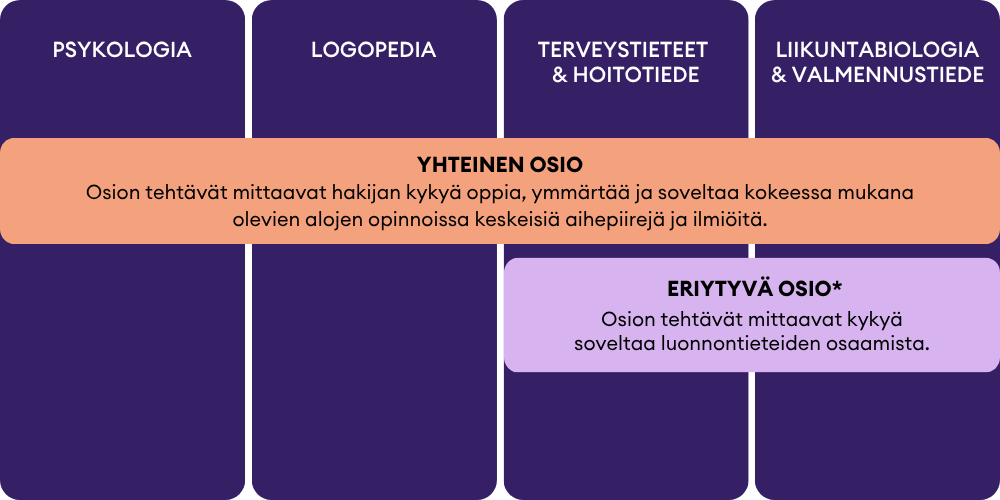 PSYKOLOGIA
LOGOPEDIA
TERVEYSTIETEET
& HOITOTIEDE
LIIKUNTABIOLOGIA
& VALMENNUSTIEDE
YHTEINEN OSIO
Osion tehtävät mittaavat hakijan kykyä oppia, ymmärtää ja soveltaa kokeessa mukana
olevien alojen opinnoissa keskeisiä aihepiirejä ja ilmiöitä.
ERIYTYVÄ OSIO*
Osion tehtävät mittaavat kykyä
soveltaa luonnontieteiden osaamista.